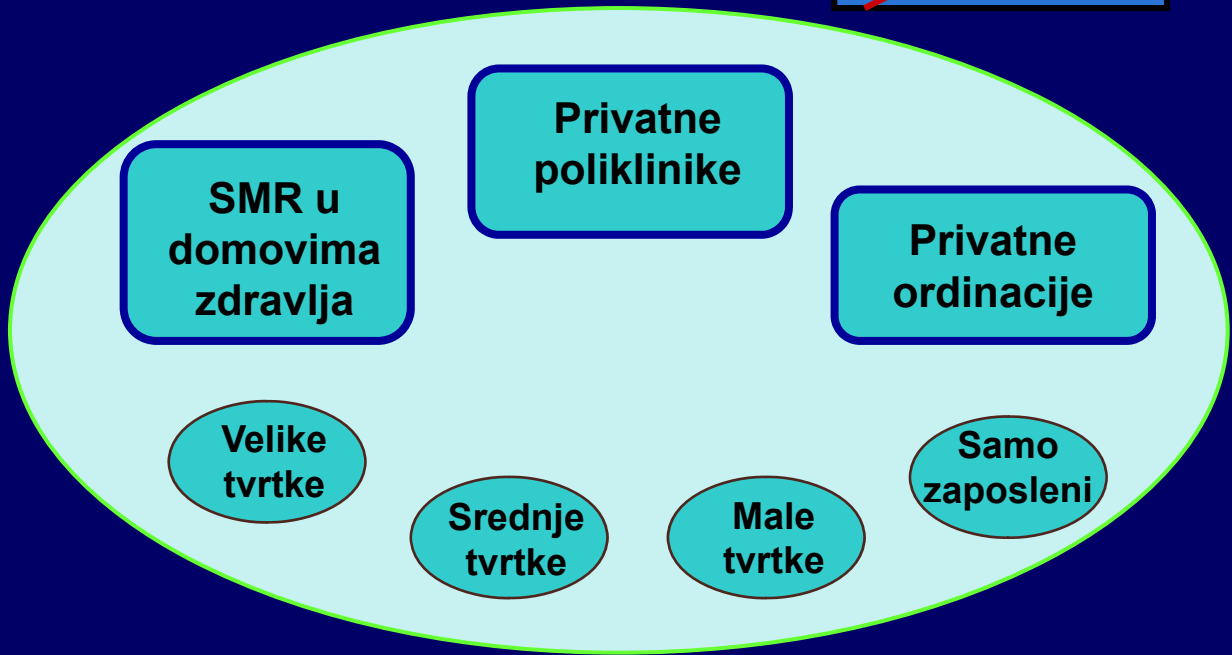 Privatne
poliklinike
SMR u
domovima
zdravlja
Privatne
ordinacije
Velike
tvrtke
Srednje
tvrtke
Male
tvrtke
Samo
zaposleni